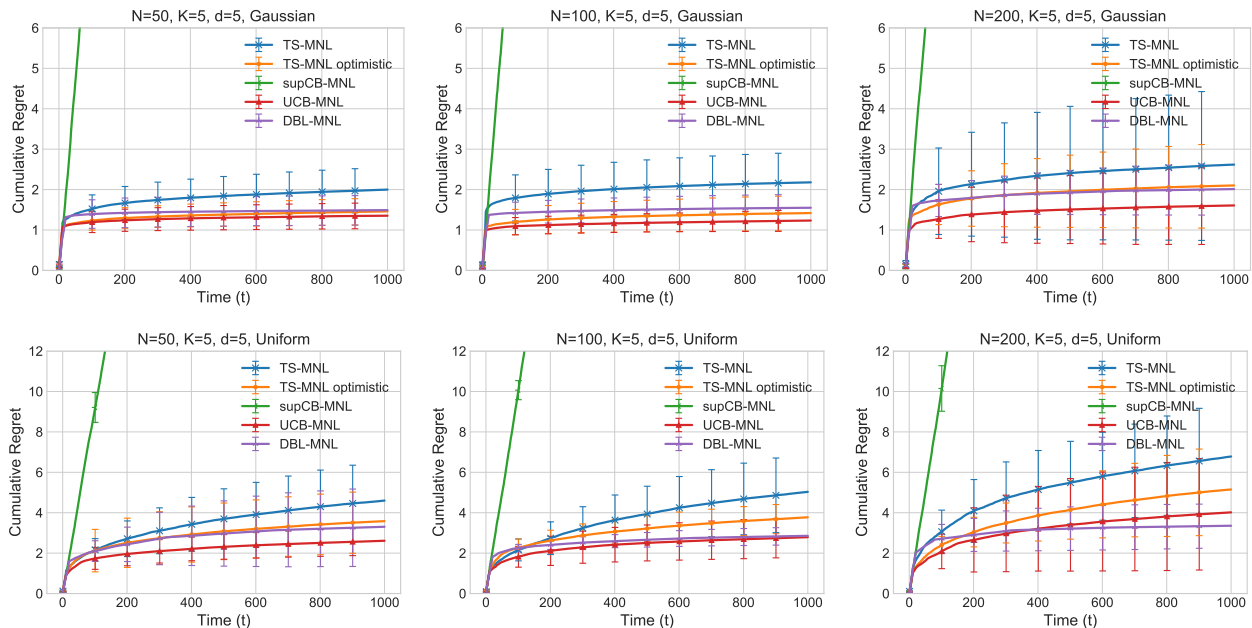 N=50, K=5, d=5, Gaussian
6
5
4
3
2
1
0
Cumulative Regret
TS-MNL
TS-MNL optimistic
supCB-MNL
UCB-MNL
DBL-MNL
0 200 400 600 800 1000
Time (t)
N=100, K=5, d=5, Gaussian
6
5
4
3
2
1
0
Cumulative Regret
TS-MNL
TS-MNL optimistic
supCB-MNL
UCB-MNL
DBL-MNL
0 200 400 600 800 1000
Time (t)
N=200, K=5, d=5, Gaussian
6
5
4
3
2
1
0
Cumulative Regret
TS-MNL
TS-MNL optimistic
supCB-MNL
UCB-MNL
DBL-MNL
0 200 400 600 800 1000
Time (t)
N=50, K=5, d=5, Uniform
12
10
8
6
4
2
0
Cumulative Regret
TS-MNL
TS-MNL optimistic
supCB-MNL
UCB-MNL
DBL-MNL
0 200 400 600 800 1000
Time (t)
N=100, K=5, d=5, Uniform
12
10
8
6
4
2
0
Cumulative Regret
TS-MNL
TS-MNL optimistic
supCB-MNL
UCB-MNL
DBL-MNL
0 200 400 600 800 1000
Time (t)
N=200, K=5, d=5, Uniform
12
10
8
6
4
2
0
Cumulative Regret
TS-MNL
TS-MNL optimistic
supCB-MNL
UCB-MNL
DBL-MNL
0 200 400 600 800 1000
Time (t)